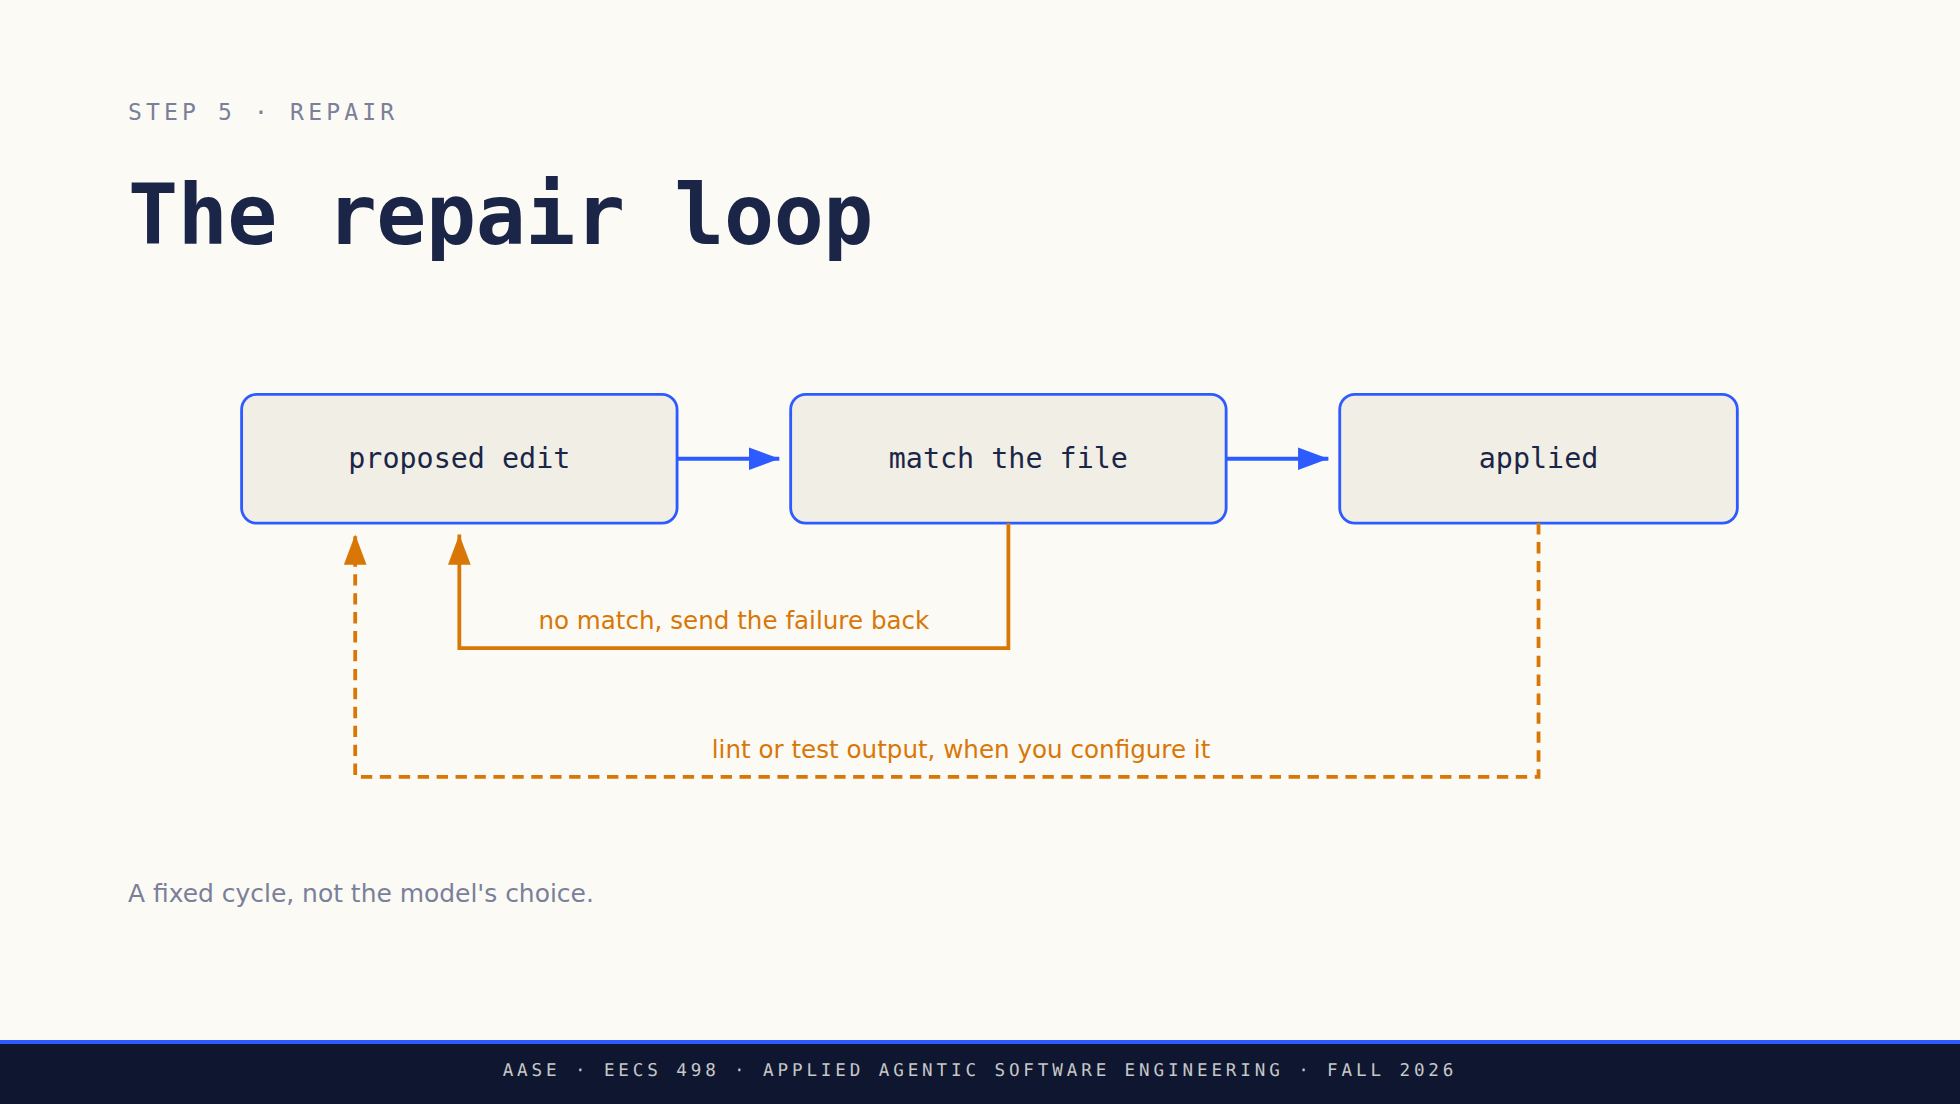 STEP 5 · REPAIR
The repair loop
proposed edit
match the file
applied
no match, send the failure back
lint or test output, when you configure it
A fixed cycle, not the model's choice.
AASE · EECS 498 · APPLIED AGENTIC SOFTWARE ENGINEERING · FALL 2026